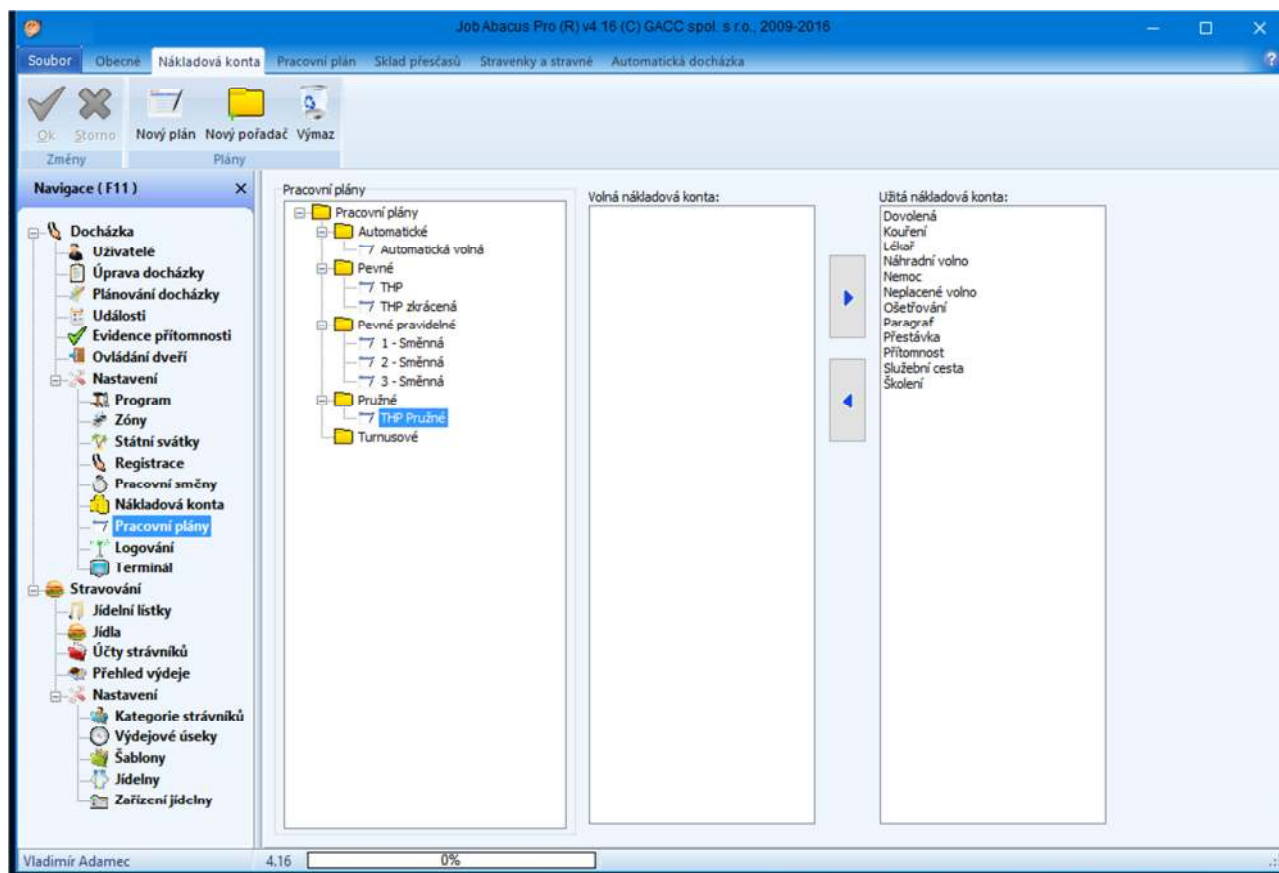 Job Abacus Pro (R) v4.16 (C) GACC spol. s r.o., 2009-2016
Soubor Obecné Nákladová konta Pracovní plán Sklad přesčasů Stravenky a stravné Automatická docházka
Ok Storno Nový plán Nový pořadač Výmaz
Změny Plány
Navigace ( F11 )
Docházka
Uživatelé
Úprava docházky
Plánování docházky
Události
Evidence přítomnosti
Ovládání dveří
Nastavení
Program
Zóny
Státní svátky
Registrace
Pracovní směny
Nákladová konta
Pracovní plány
Logování
Terminál
Stravování
Jídelní lístky
Jídla
Účty strávníků
Přehled výdeje
Nastavení
Kategorie strávníků
Výdejové úseky
Šablony
Jídelny
Zařízení jídelny
Pracovní plány
Pracovní plány
Automatické
Automatická volná
Pevné
THP
THP zkrácená
Pevné pravidelné
1 - Směnná
2 - Směnná
3 - Směnná
Pružné
THP Pružné
Turnusové
Volná nákladová konta:
Užitá nákladová konta:
Dovolená
Kouření
Lékař
Náhradní volno
Nemoc
Neplacené volno
Ošetřování
Paragraf
Přestávka
Přítomnost
Služební cesta
Školení
Vladimír Adamec 4.16 0%